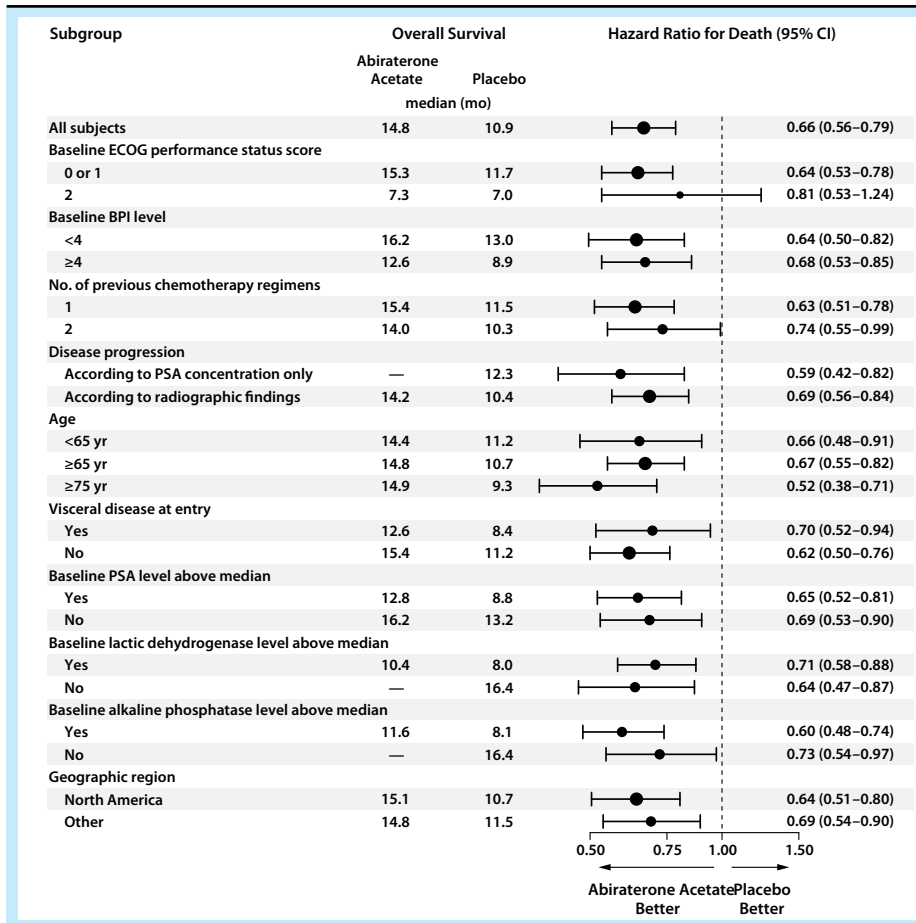 Subgroup Overall Survival Hazard Ratio for Death (95% CI)
Abiraterone
Acetate Placebo
median (mo)
All subjects 14.8 10.9 0.66 (0.56–0.79)
Baseline ECOG performance status score
0 or 1 15.3 11.7 0.64 (0.53–0.78)
2 7.3 7.0 0.81 (0.53–1.24)
Baseline BPI level
<4 16.2 13.0 0.64 (0.50–0.82)
≥4 12.6 8.9 0.68 (0.53–0.85)
No. of previous chemotherapy regimens
1 15.4 11.5 0.63 (0.51–0.78)
2 14.0 10.3 0.74 (0.55–0.99)
Disease progression
According to PSA concentration only — 12.3 0.59 (0.42–0.82)
According to radiographic findings 14.2 10.4 0.69 (0.56–0.84)
Age
<65 yr 14.4 11.2 0.66 (0.48–0.91)
≥65 yr 14.8 10.7 0.67 (0.55–0.82)
≥75 yr 14.9 9.3 0.52 (0.38–0.71)
Visceral disease at entry
Yes 12.6 8.4 0.70 (0.52–0.94)
No 15.4 11.2 0.62 (0.50–0.76)
Baseline PSA level above median
Yes 12.8 8.8 0.65 (0.52–0.81)
No 16.2 13.2 0.69 (0.53–0.90)
Baseline lactic dehydrogenase level above median
Yes 10.4 8.0 0.71 (0.58–0.88)
No — 16.4 0.64 (0.47–0.87)
Baseline alkaline phosphatase level above median
Yes 11.6 8.1 0.60 (0.48–0.74)
No — 16.4 0.73 (0.54–0.97)
Geographic region
North America 15.1 10.7 0.64 (0.51–0.80)
Other 14.8 11.5 0.69 (0.54–0.90)
0.50 0.75 1.00 1.50
Abiraterone Acetate Placebo
Better Better